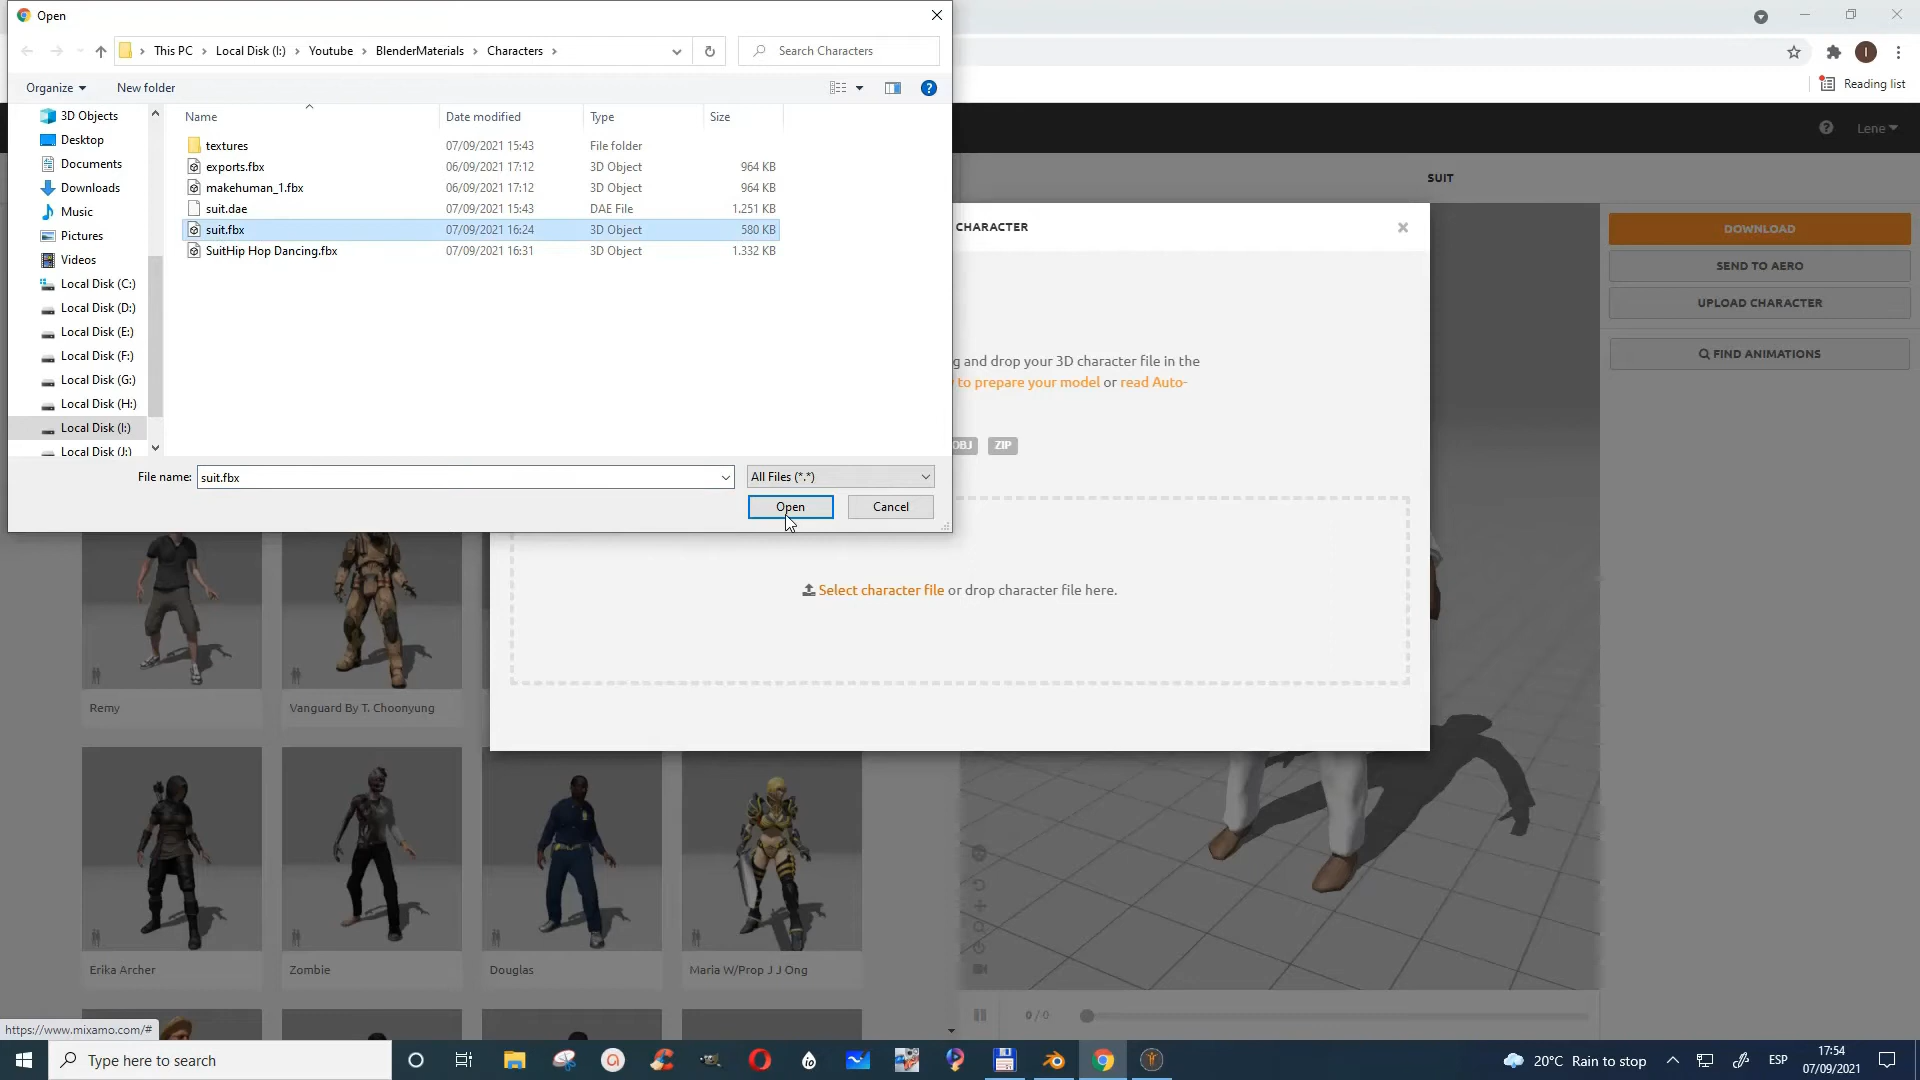 Open
This PC > Local Disk (I:) > Youtube > BlenderMaterials > Characters >
Search Characters
Organize
New folder
Reading list
3D Objects
Desktop
Documents
Downloads
Music
Pictures
Videos
Local Disk (C:)
Local Disk (D:)
Local Disk (E:)
Local Disk (F:)
Local Disk (G:)
Local Disk (H:)
Local Disk (I:)
Local Disk (J:)
Name Date modified Type Size
textures 07/09/2021 15:43 File folder
exports.fbx 06/09/2021 17:12 3D Object 964 KB
makehuman_1.fbx 06/09/2021 17:12 3D Object 964 KB
suit.dae 07/09/2021 15:43 DAE File 1.251 KB
suit.fbx 07/09/2021 16:24 3D Object 580 KB
SuitHip Hop Dancing.fbx 07/09/2021 16:31 3D Object 1.332 KB
File name: suit.fbx All Files (*.*)
Open Cancel
Lene
SUIT
DOWNLOAD
SEND TO AERO
UPLOAD CHARACTER
FIND ANIMATIONS
CHARACTER
g and drop your 3D character file in the
to prepare your model or read Auto-
OBJ ZIP
Select character file or drop character file here.
Remy
Vanguard By T. Choonyung
Erika Archer
Zombie
Douglas
Maria W/Prop J J Ong
0 / 0
https://www.mixamo.com/#
Type here to search
20°C Rain to stop
ESP
17:54
07/09/2021